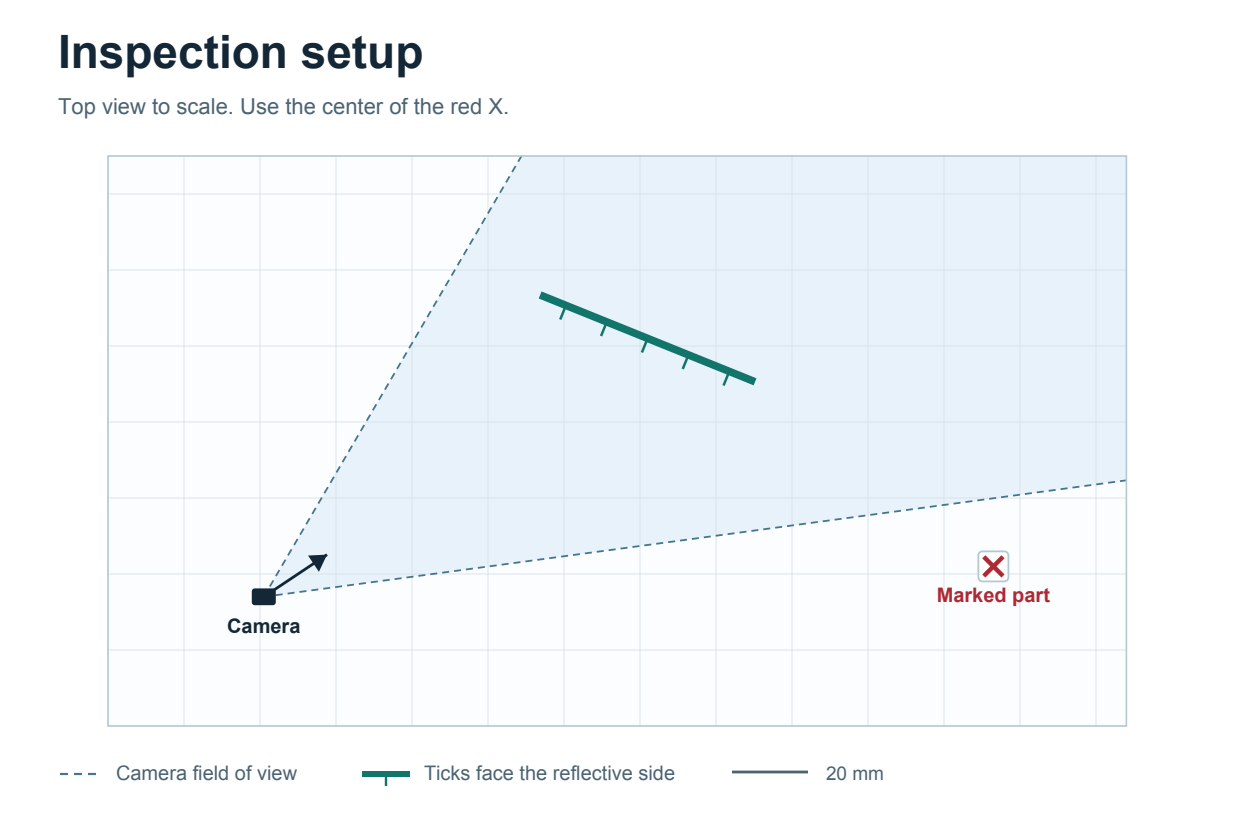 Inspection setup
Top view to scale. Use the center of the red X.
Camera
Marked part
Camera field of view
Ticks face the reflective side
20 mm